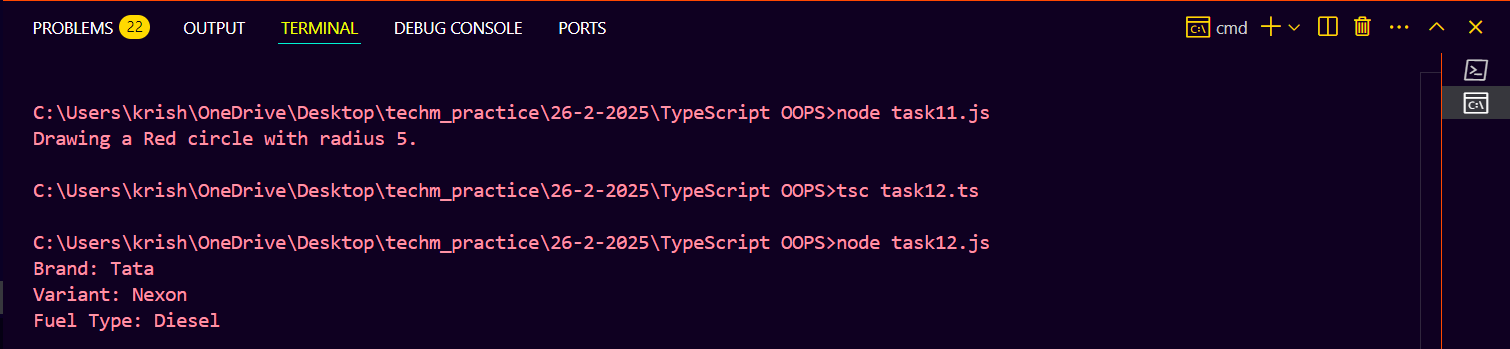 PROBLEMS 22 OUTPUT TERMINAL DEBUG CONSOLE PORTS cmd
C:\Users\krish\OneDrive\Desktop\techm_practice\26-2-2025\TypeScript OOPS>node task11.js
Drawing a Red circle with radius 5.
C:\Users\krish\OneDrive\Desktop\techm_practice\26-2-2025\TypeScript OOPS>tsc task12.ts
C:\Users\krish\OneDrive\Desktop\techm_practice\26-2-2025\TypeScript OOPS>node task12.js
Brand: Tata
Variant: Nexon
Fuel Type: Diesel